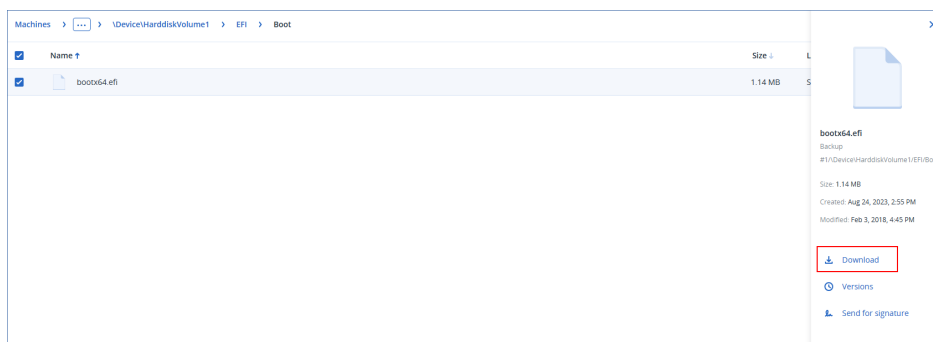 Machines > ... > \Device\HarddiskVolume1 > EFI > Boot
Name ↑ Size ↓ L
bootx64.efi 1.14 MB S
bootx64.efi
Backup
#1/\Device\HarddiskVolume1/EFI/Bo
Size: 1.14 MB
Created: Aug 24, 2023, 2:55 PM
Modified: Feb 3, 2018, 4:45 PM
Download
Versions
Send for signature